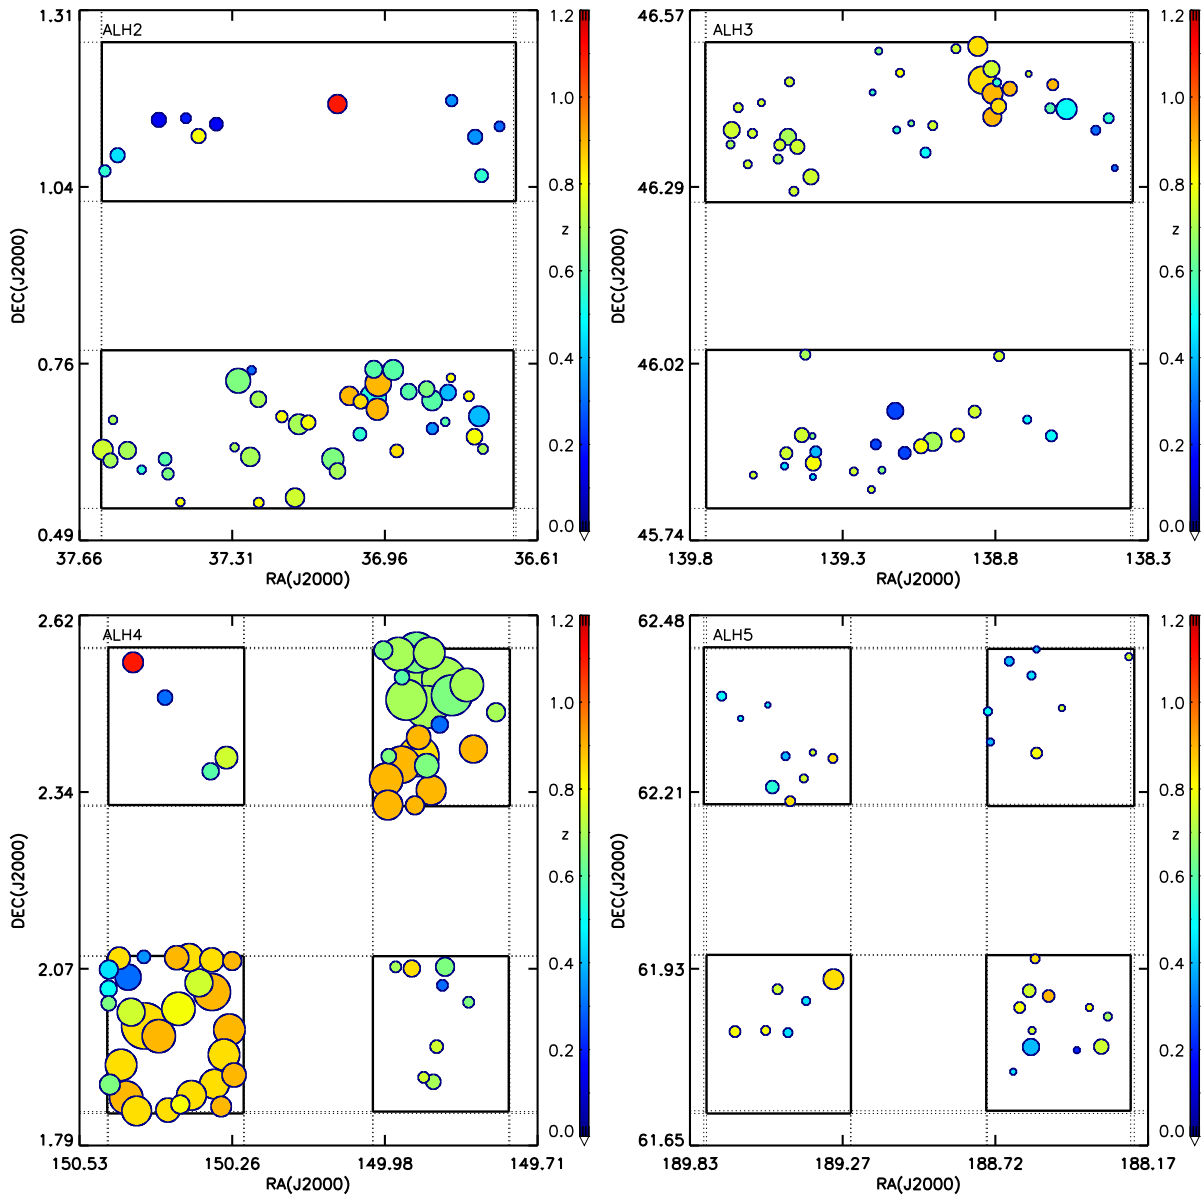 ALH2
1.31
1.04
0.76
0.49
DEC(J2000)
37.66 37.31 36.96 36.61
RA(J2000)
1.2
1.0
0.8
z
0.6
0.4
0.2
0.0
ALH3
46.57
46.29
46.02
45.74
DEC(J2000)
139.8 139.3 138.8 138.3
RA(J2000)
1.2
1.0
0.8
z
0.6
0.4
0.2
0.0
ALH4
2.62
2.34
2.07
1.79
DEC(J2000)
150.53 150.26 149.98 149.71
RA(J2000)
1.2
1.0
0.8
z
0.6
0.4
0.2
0.0
ALH5
62.48
62.21
61.93
61.65
DEC(J2000)
189.83 189.27 188.72 188.17
RA(J2000)
1.2
1.0
0.8
z
0.6
0.4
0.2
0.0